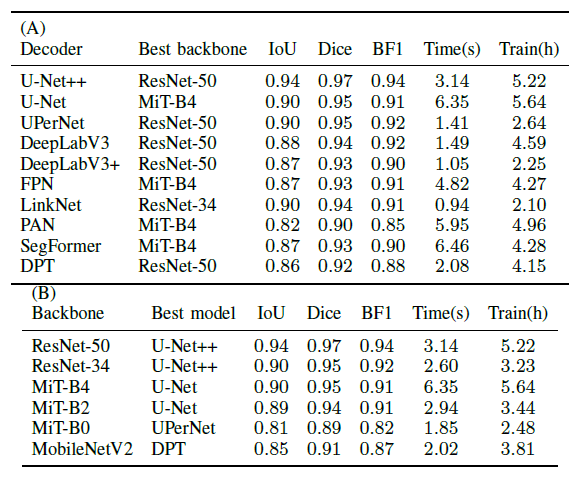 (A)
Decoder Best backbone IoU Dice BF1 Time(s) Train(h)
U-Net++ ResNet-50 0.94 0.97 0.94 3.14 5.22
U-Net MiT-B4 0.90 0.95 0.91 6.35 5.64
UPerNet ResNet-50 0.90 0.95 0.92 1.41 2.64
DeepLabV3 ResNet-50 0.88 0.94 0.92 1.49 4.59
DeepLabV3+ ResNet-50 0.87 0.93 0.90 1.05 2.25
FPN MiT-B4 0.87 0.93 0.91 4.82 4.27
LinkNet ResNet-34 0.90 0.94 0.91 0.94 2.10
PAN MiT-B4 0.82 0.90 0.85 5.95 4.96
SegFormer MiT-B4 0.87 0.93 0.90 6.46 4.28
DPT ResNet-50 0.86 0.92 0.88 2.08 4.15
(B)
Backbone Best model IoU Dice BF1 Time(s) Train(h)
ResNet-50 U-Net++ 0.94 0.97 0.94 3.14 5.22
ResNet-34 U-Net++ 0.90 0.95 0.92 2.60 3.23
MiT-B4 U-Net 0.90 0.95 0.91 6.35 5.64
MiT-B2 U-Net 0.89 0.94 0.91 2.94 3.44
MiT-B0 UPerNet 0.81 0.89 0.82 1.85 2.48
MobileNetV2 DPT 0.85 0.91 0.87 2.02 3.81